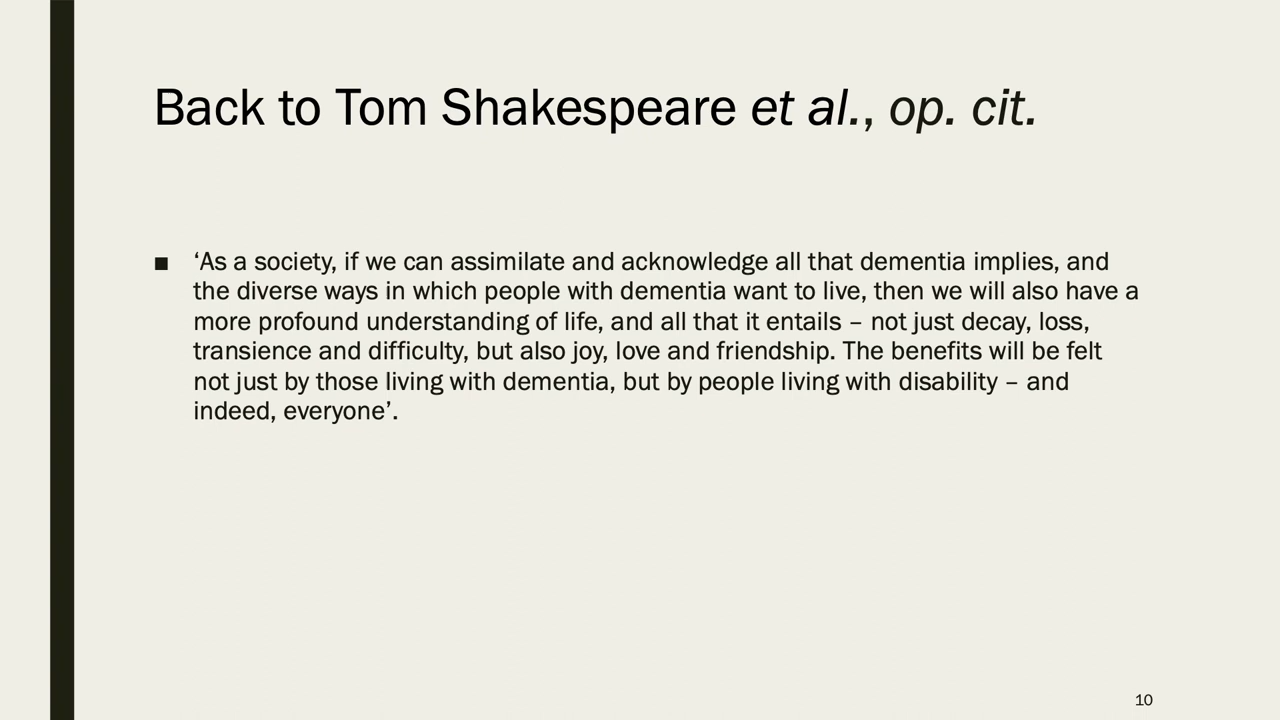 Back to Tom Shakespeare et al., op. cit.
■ ‘As a society, if we can assimilate and acknowledge all that dementia implies, and
the diverse ways in which people with dementia want to live, then we will also have a
more profound understanding of life, and all that it entails – not just decay, loss,
transience and difficulty, but also joy, love and friendship. The benefits will be felt
not just by those living with dementia, but by people living with disability – and
indeed, everyone’.
10